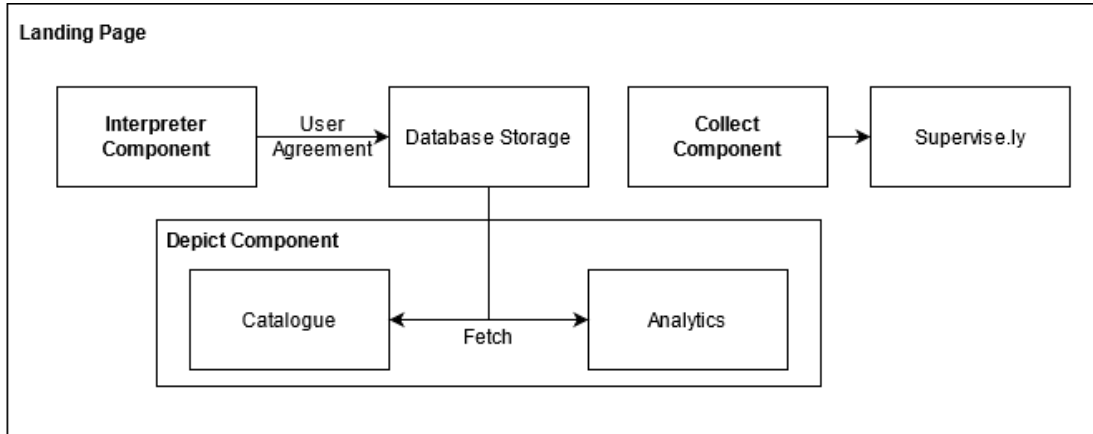 Landing Page
Interpreter
Component
User
Agreement
Database Storage
Collect
Component
Supervise.ly
Depict Component
Catalogue
Fetch
Analytics